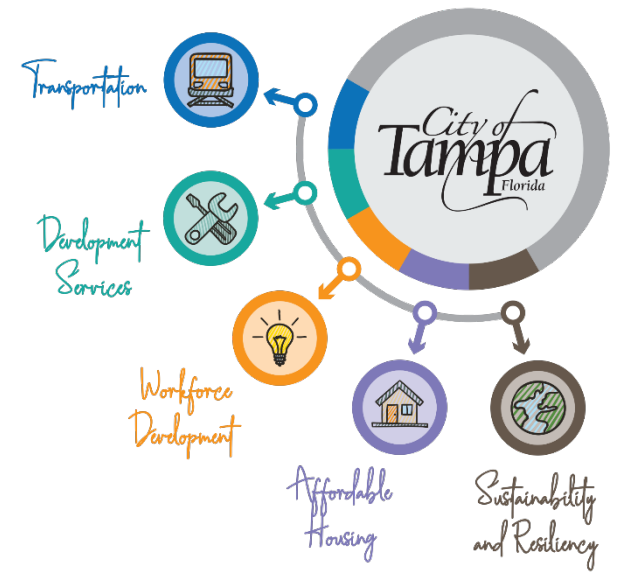 City of
Tampa
Florida
Transportation
Development
Services
Workforce
Development
Affordable
Housing
Sustainability
and Resiliency